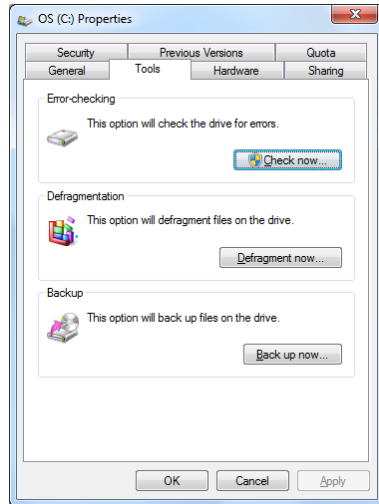 OS (C:) Properties
Security Previous Versions Quota
General Tools Hardware Sharing
Error-checking
This option will check the drive for errors.
Check now...
Defragmentation
This option will defragment files on the drive.
Defragment now...
Backup
This option will back up files on the drive.
Back up now...
OK Cancel Apply